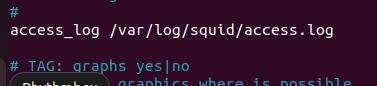 #
access_log /var/log/squid/access.log
# TAG: graphs yes|no
graphics where is possible